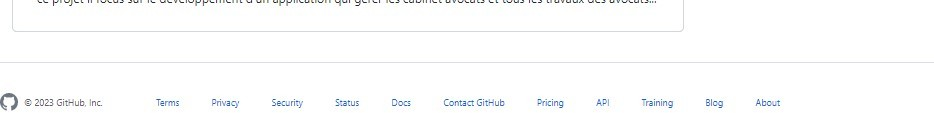 ce projet il focus sur le développement d'un application qui gérer les cabinet avocats et tous les travaux des avocats...
© 2023 GitHub, Inc. Terms Privacy Security Status Docs Contact GitHub Pricing API Training Blog About